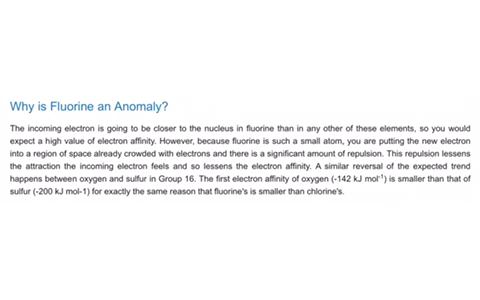 Why is Fluorine an Anomaly?
The incoming electron is going to be closer to the nucleus in fluorine than in any other of these elements, so you would
expect a high value of electron affinity. However, because fluorine is such a small atom, you are putting the new electron
into a region of space already crowded with electrons and there is a significant amount of repulsion. This repulsion lessens
the attraction the incoming electron feels and so lessens the electron affinity. A similar reversal of the expected trend
happens between oxygen and sulfur in Group 16. The first electron affinity of oxygen (-142 kJ mol⁻¹) is smaller than that of
sulfur (-200 kJ mol-1) for exactly the same reason that fluorine's is smaller than chlorine's.